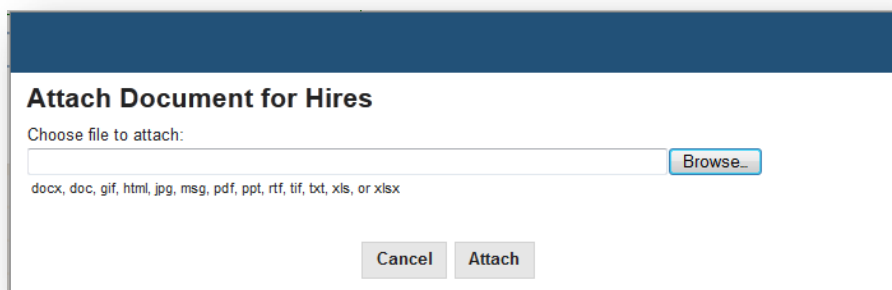 Attach Document for Hires
Choose file to attach:
Browse...
docx, doc, gif, html, jpg, msg, pdf, ppt, rtf, tif, txt, xls, or xlsx
Cancel Attach